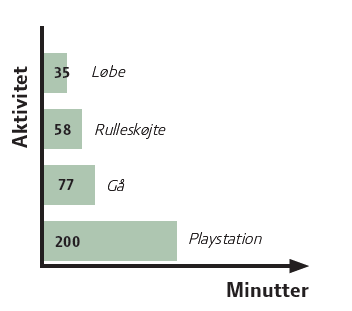 Aktivitet
35 Løbe
58 Rulleskøjte
77 Gå
200 Playstation
Minutter